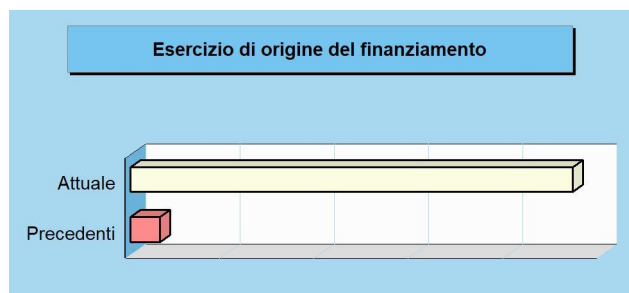 Esercizio di origine del finanziamento
Attuale
Precedenti